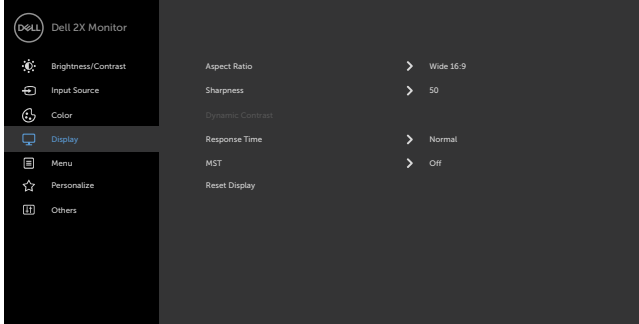 DELL Dell 2X Monitor
Brightness/Contrast
Input Source
Color
Display
Menu
Personalize
Others
Aspect Ratio Wide 16:9
Sharpness 50
Dynamic Contrast
Response Time Normal
MST Off
Reset Display